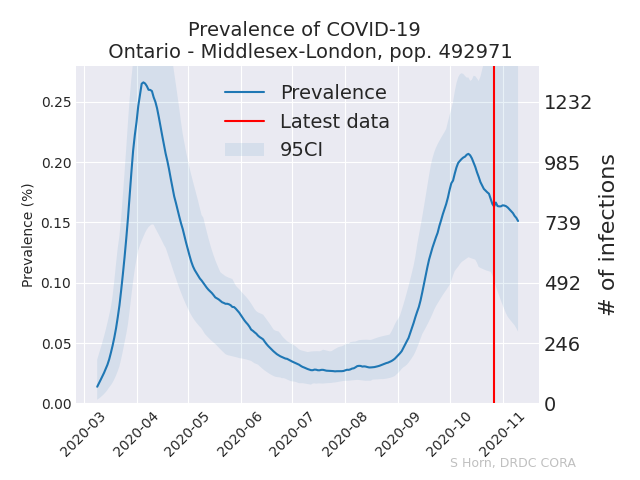 Prevalence of COVID-19
Ontario - Middlesex-London, pop. 492971
Prevalence
Latest data
95CI
Prevalence (%)
0.25
0.20
0.15
0.10
0.05
0.00
1232
985
739
492
246
0
# of infections
2020-03
2020-04
2020-05
2020-06
2020-07
2020-08
2020-09
2020-10
2020-11
S Horn, DRDC CORA